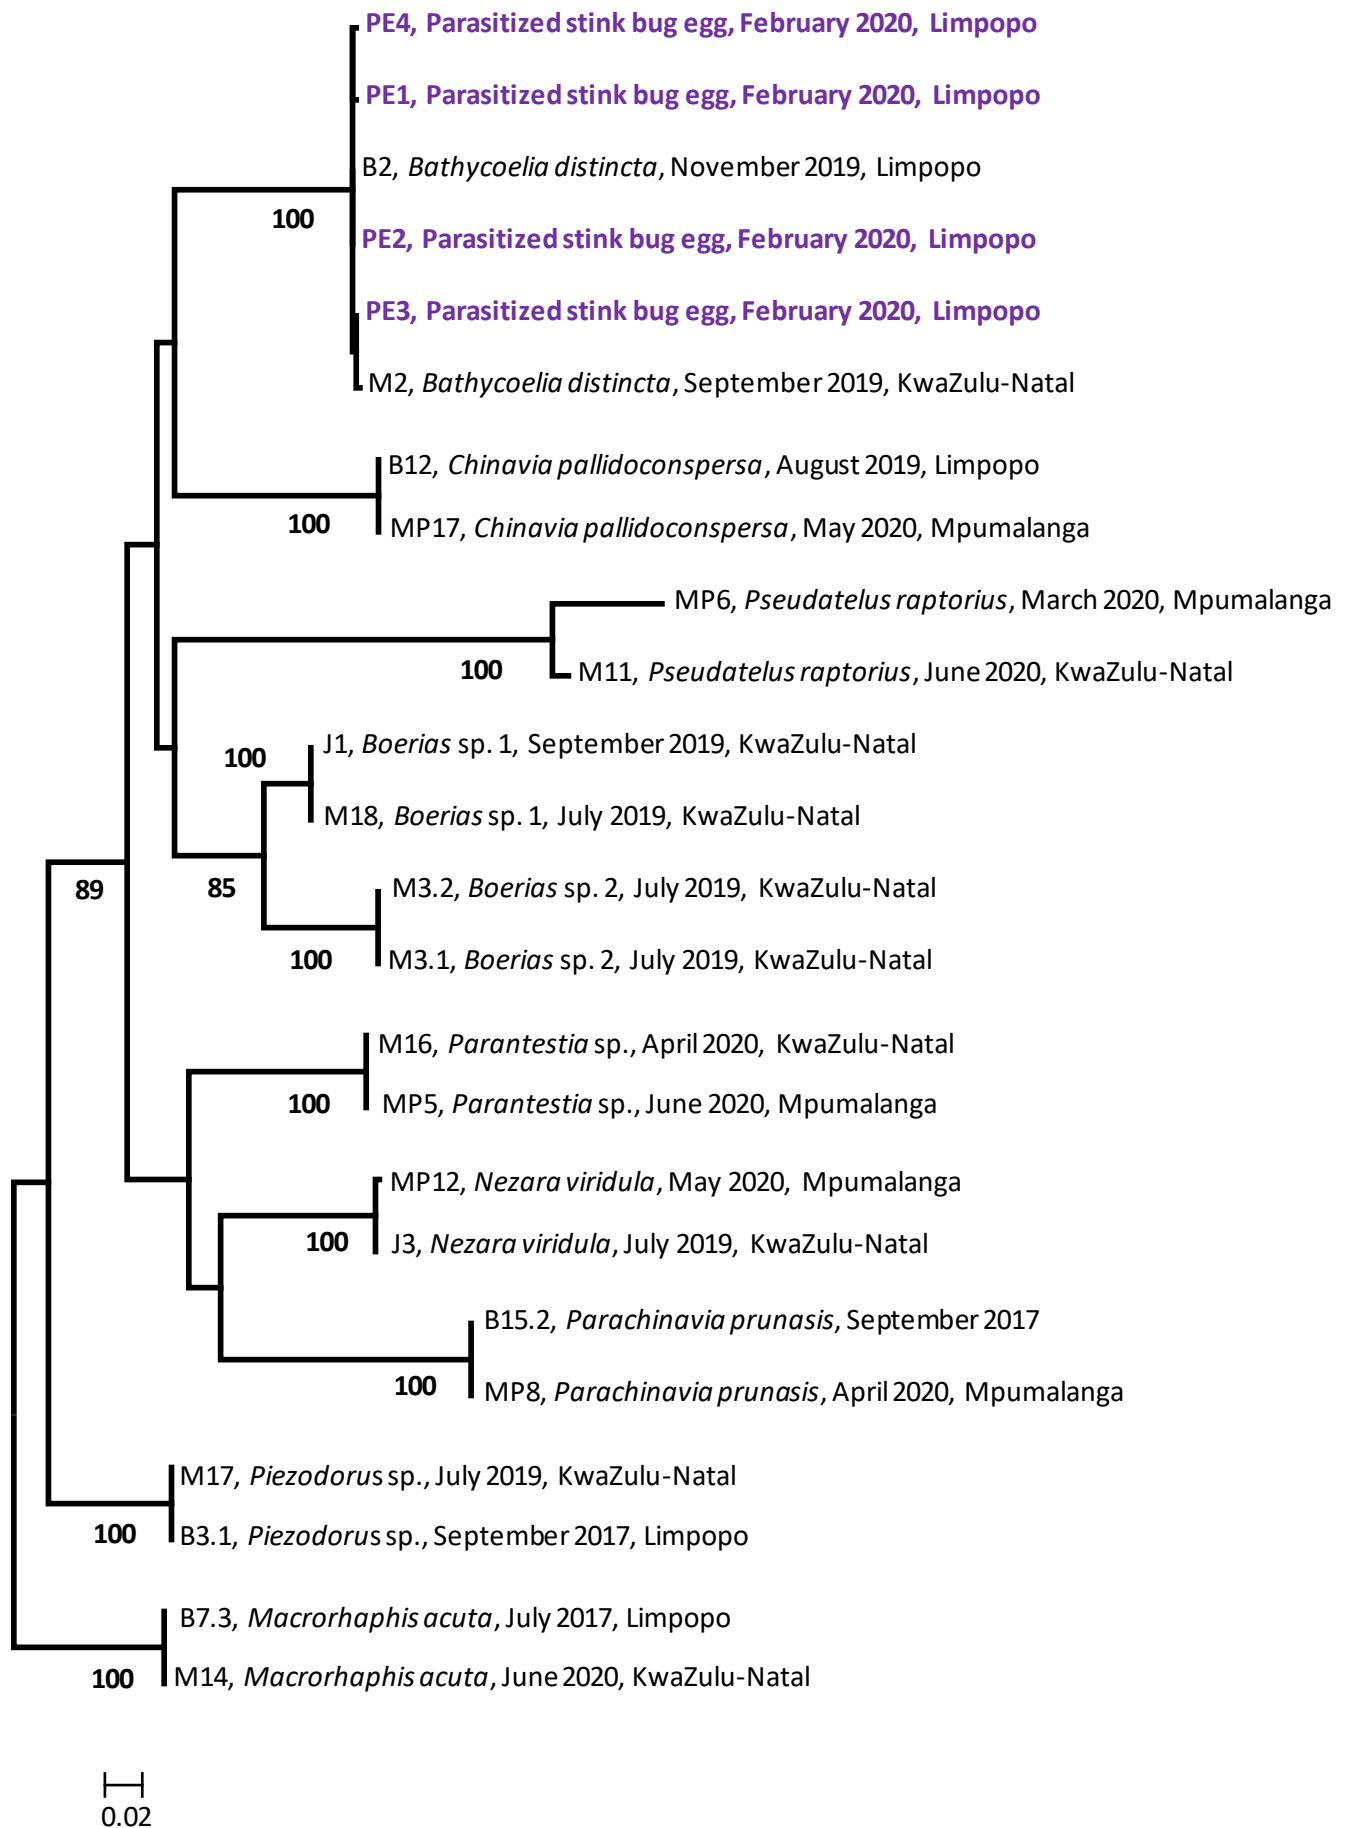 PE4, Parasitized stink bug egg, February 2020, Limpopo
PE1, Parasitized stink bug egg, February 2020, Limpopo
B2, Bathycoelia distincta, November 2019, Limpopo
100
PE2, Parasitized stink bug egg, February 2020, Limpopo
PE3, Parasitized stink bug egg, February 2020, Limpopo
M2, Bathycoelia distincta, September 2019, KwaZulu-Natal
B12, Chinavia pallidoconspersa, August 2019, Limpopo
100
MP17, Chinavia pallidoconspersa, May 2020, Mpumalanga
MP6, Pseudatelus raptorius, March 2020, Mpumalanga
100
M11, Pseudatelus raptorius, June 2020, KwaZulu-Natal
J1, Boerias sp. 1, September 2019, KwaZulu-Natal
100
M18, Boerias sp. 1, July 2019, KwaZulu-Natal
89
85
M3.2, Boerias sp. 2, July 2019, KwaZulu-Natal
100
M3.1, Boerias sp. 2, July 2019, KwaZulu-Natal
M16, Parantestia sp., April 2020, KwaZulu-Natal
100
MP5, Parantestia sp., June 2020, Mpumalanga
MP12, Nezara viridula, May 2020, Mpumalanga
100
J3, Nezara viridula, July 2019, KwaZulu-Natal
B15.2, Parachinavia prunasis, September 2017
100
MP8, Parachinavia prunasis, April 2020, Mpumalanga
M17, Piezodorus sp., July 2019, KwaZulu-Natal
100
B3.1, Piezodorus sp., September 2017, Limpopo
B7.3, Macrorhaphis acuta, July 2017, Limpopo
100
M14, Macrorhaphis acuta, June 2020, KwaZulu-Natal
0.02